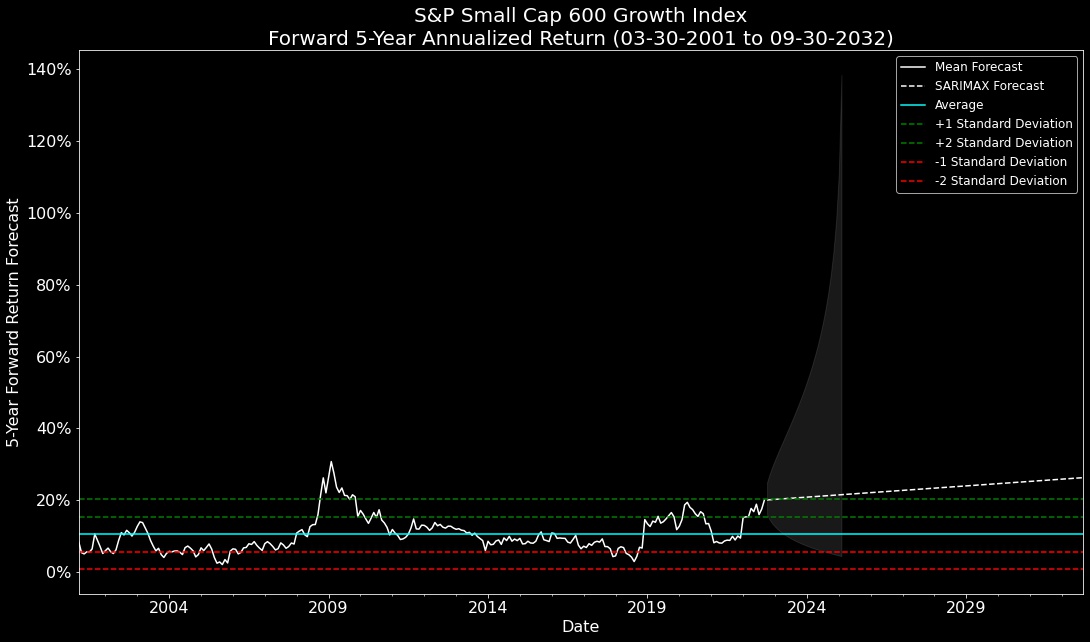 S&P Small Cap 600 Growth Index
Forward 5-Year Annualized Return (03-30-2001 to 09-30-2032)
140%
120%
100%
80%
60%
40%
20%
0%
5-Year Forward Return Forecast
Mean Forecast
SARIMAX Forecast
Average
+1 Standard Deviation
+2 Standard Deviation
-1 Standard Deviation
-2 Standard Deviation
2004
2009
2014
2019
2024
2029
Date